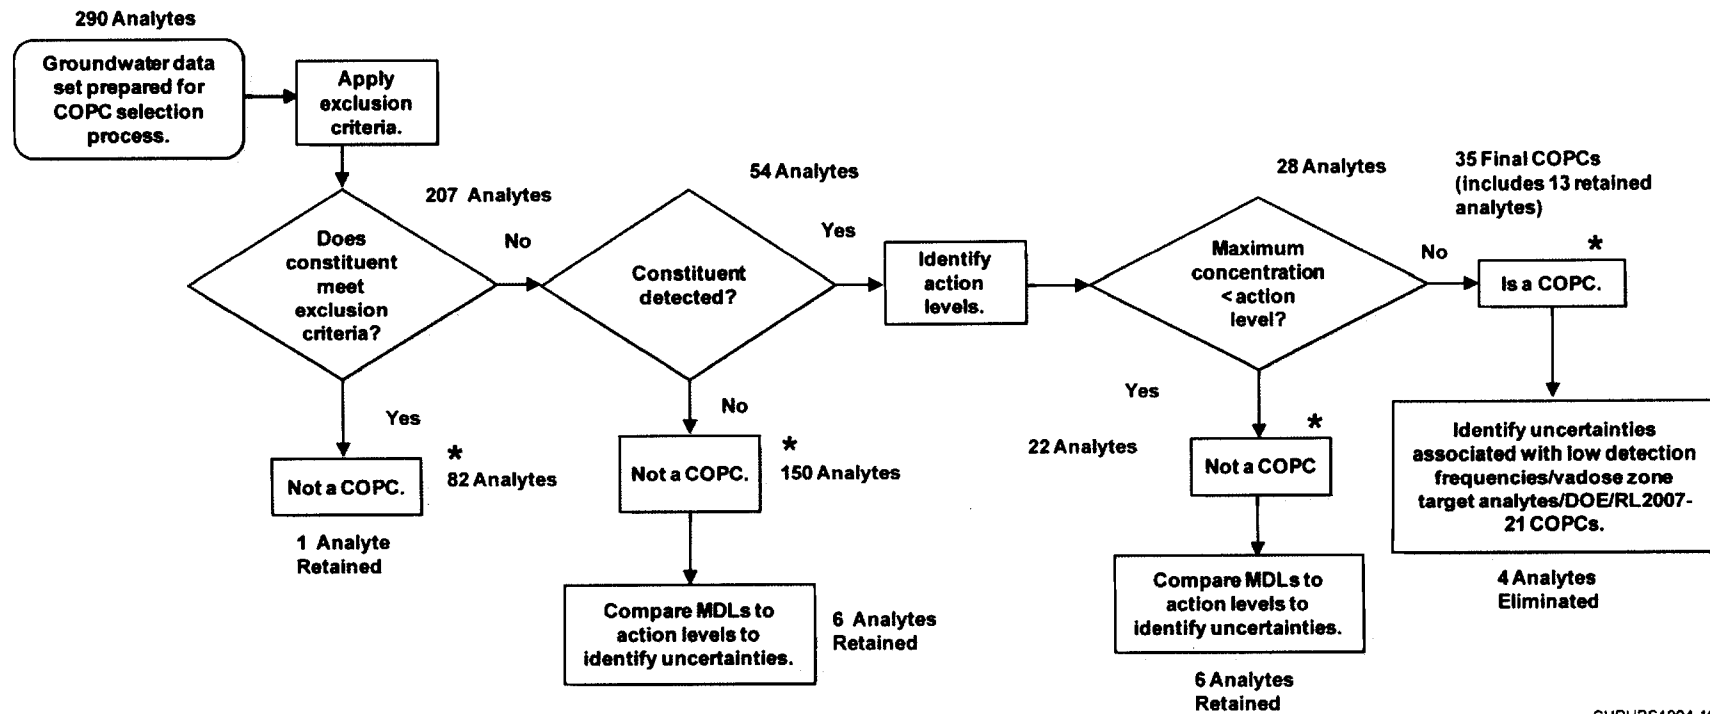 290 Analytes
Groundwater data
set prepared for
COPC selection
process.
Apply
exclusion
criteria.
207 Analytes
Does
constituent
meet
exclusion
criteria?
No
Yes
*
Not a COPC.
82 Analytes
1 Analyte
Retained
54 Analytes
Constituent
detected?
Yes
No
*
Not a COPC.
150 Analytes
Compare MDLs to
action levels to
identify uncertainties.
6 Analytes
Retained
Identify
action
levels.
28 Analytes
Maximum
concentration
< action
level?
No
Yes
22 Analytes
*
Not a COPC
Compare MDLs to
action levels to
identify uncertainties.
6 Analytes
Retained
35 Final COPCs
(includes 13 retained
analytes)
*
Is a COPC.
Identify uncertainties
associated with low detection
frequencies/vadose zone
target analytes/DOE/RL2007-
21 COPCs.
4 Analytes
Eliminated